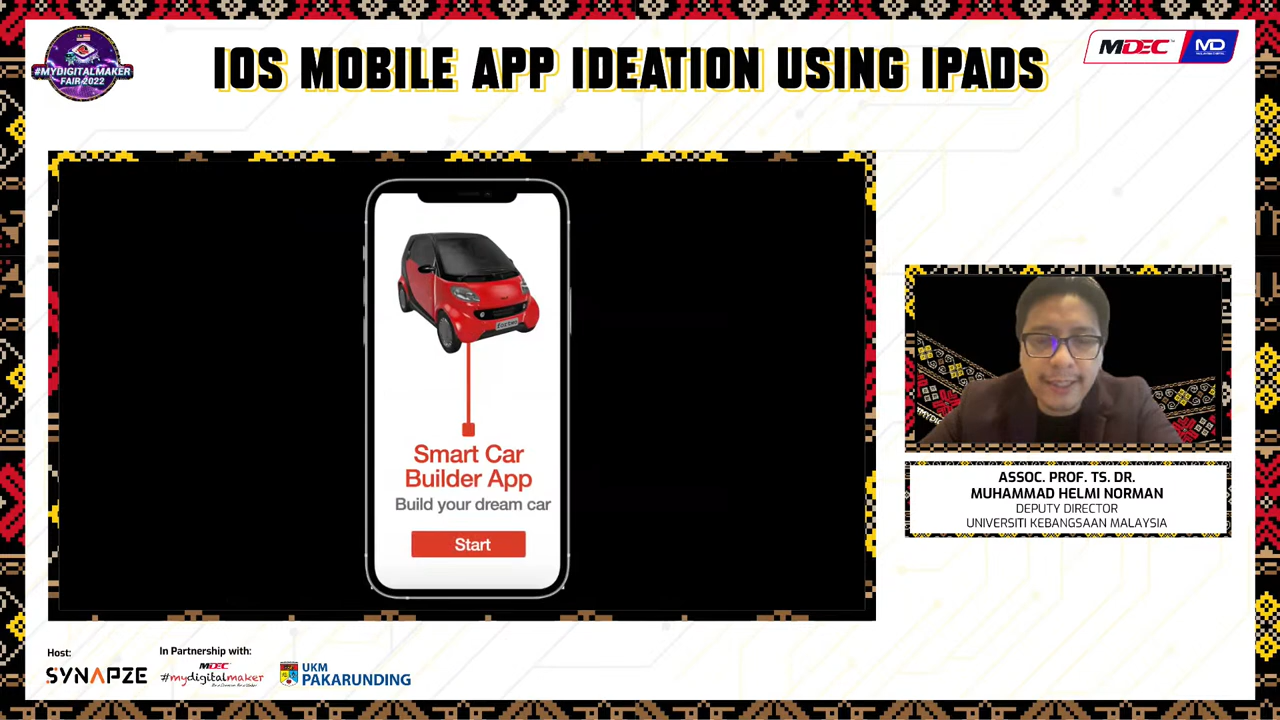 #MYDIGITALMAKER
FAIR 2022
IOS MOBILE APP IDEATION USING IPADS
MDEC
MD
Smart Car
Builder App
Build your dream car
Start
ASSOC. PROF. TS. DR.
MUHAMMAD HELMI NORMAN
DEPUTY DIRECTOR
UNIVERSITI KEBANGSAAN MALAYSIA
Host:
SYNAPZE
In Partnership with:
MDEC
#mydigitalmaker
UKM
PAKARUNDING